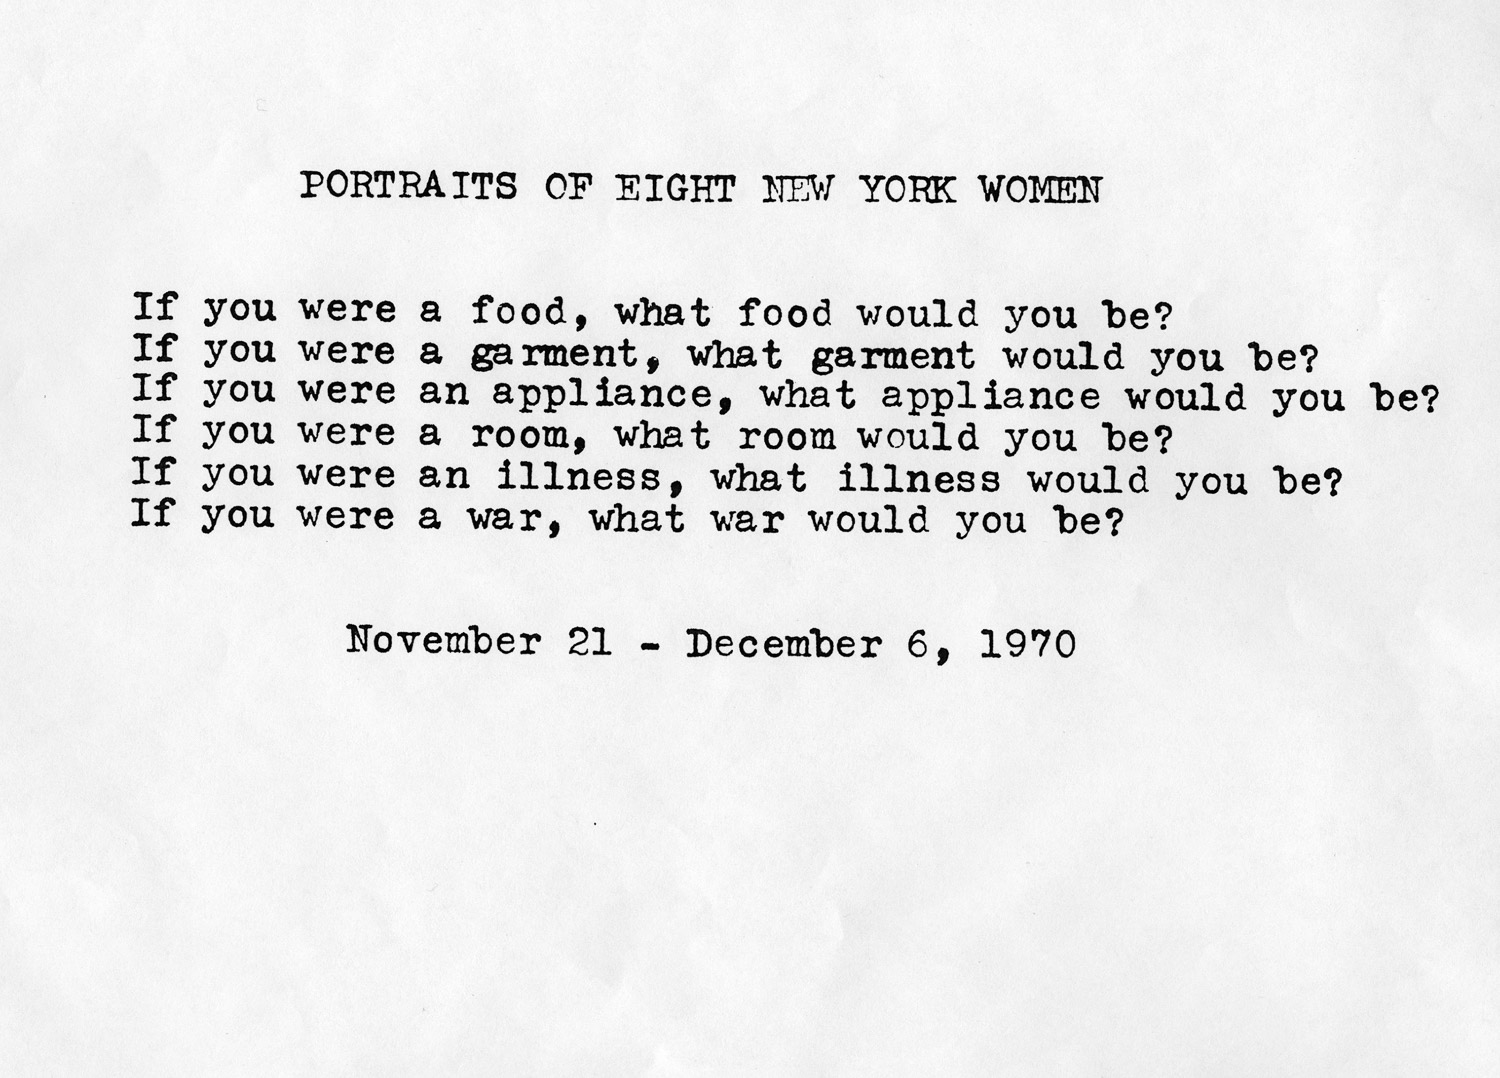 PORTRAITS OF EIGHT NEW YORK WOMEN
If you were a food, what food would you be?
If you were a garment, what garment would you be?
If you were an appliance, what appliance would you be?
If you were a room, what room would you be?
If you were an illness, what illness would you be?
If you were a war, what war would you be?
November 21 - December 6, 1970